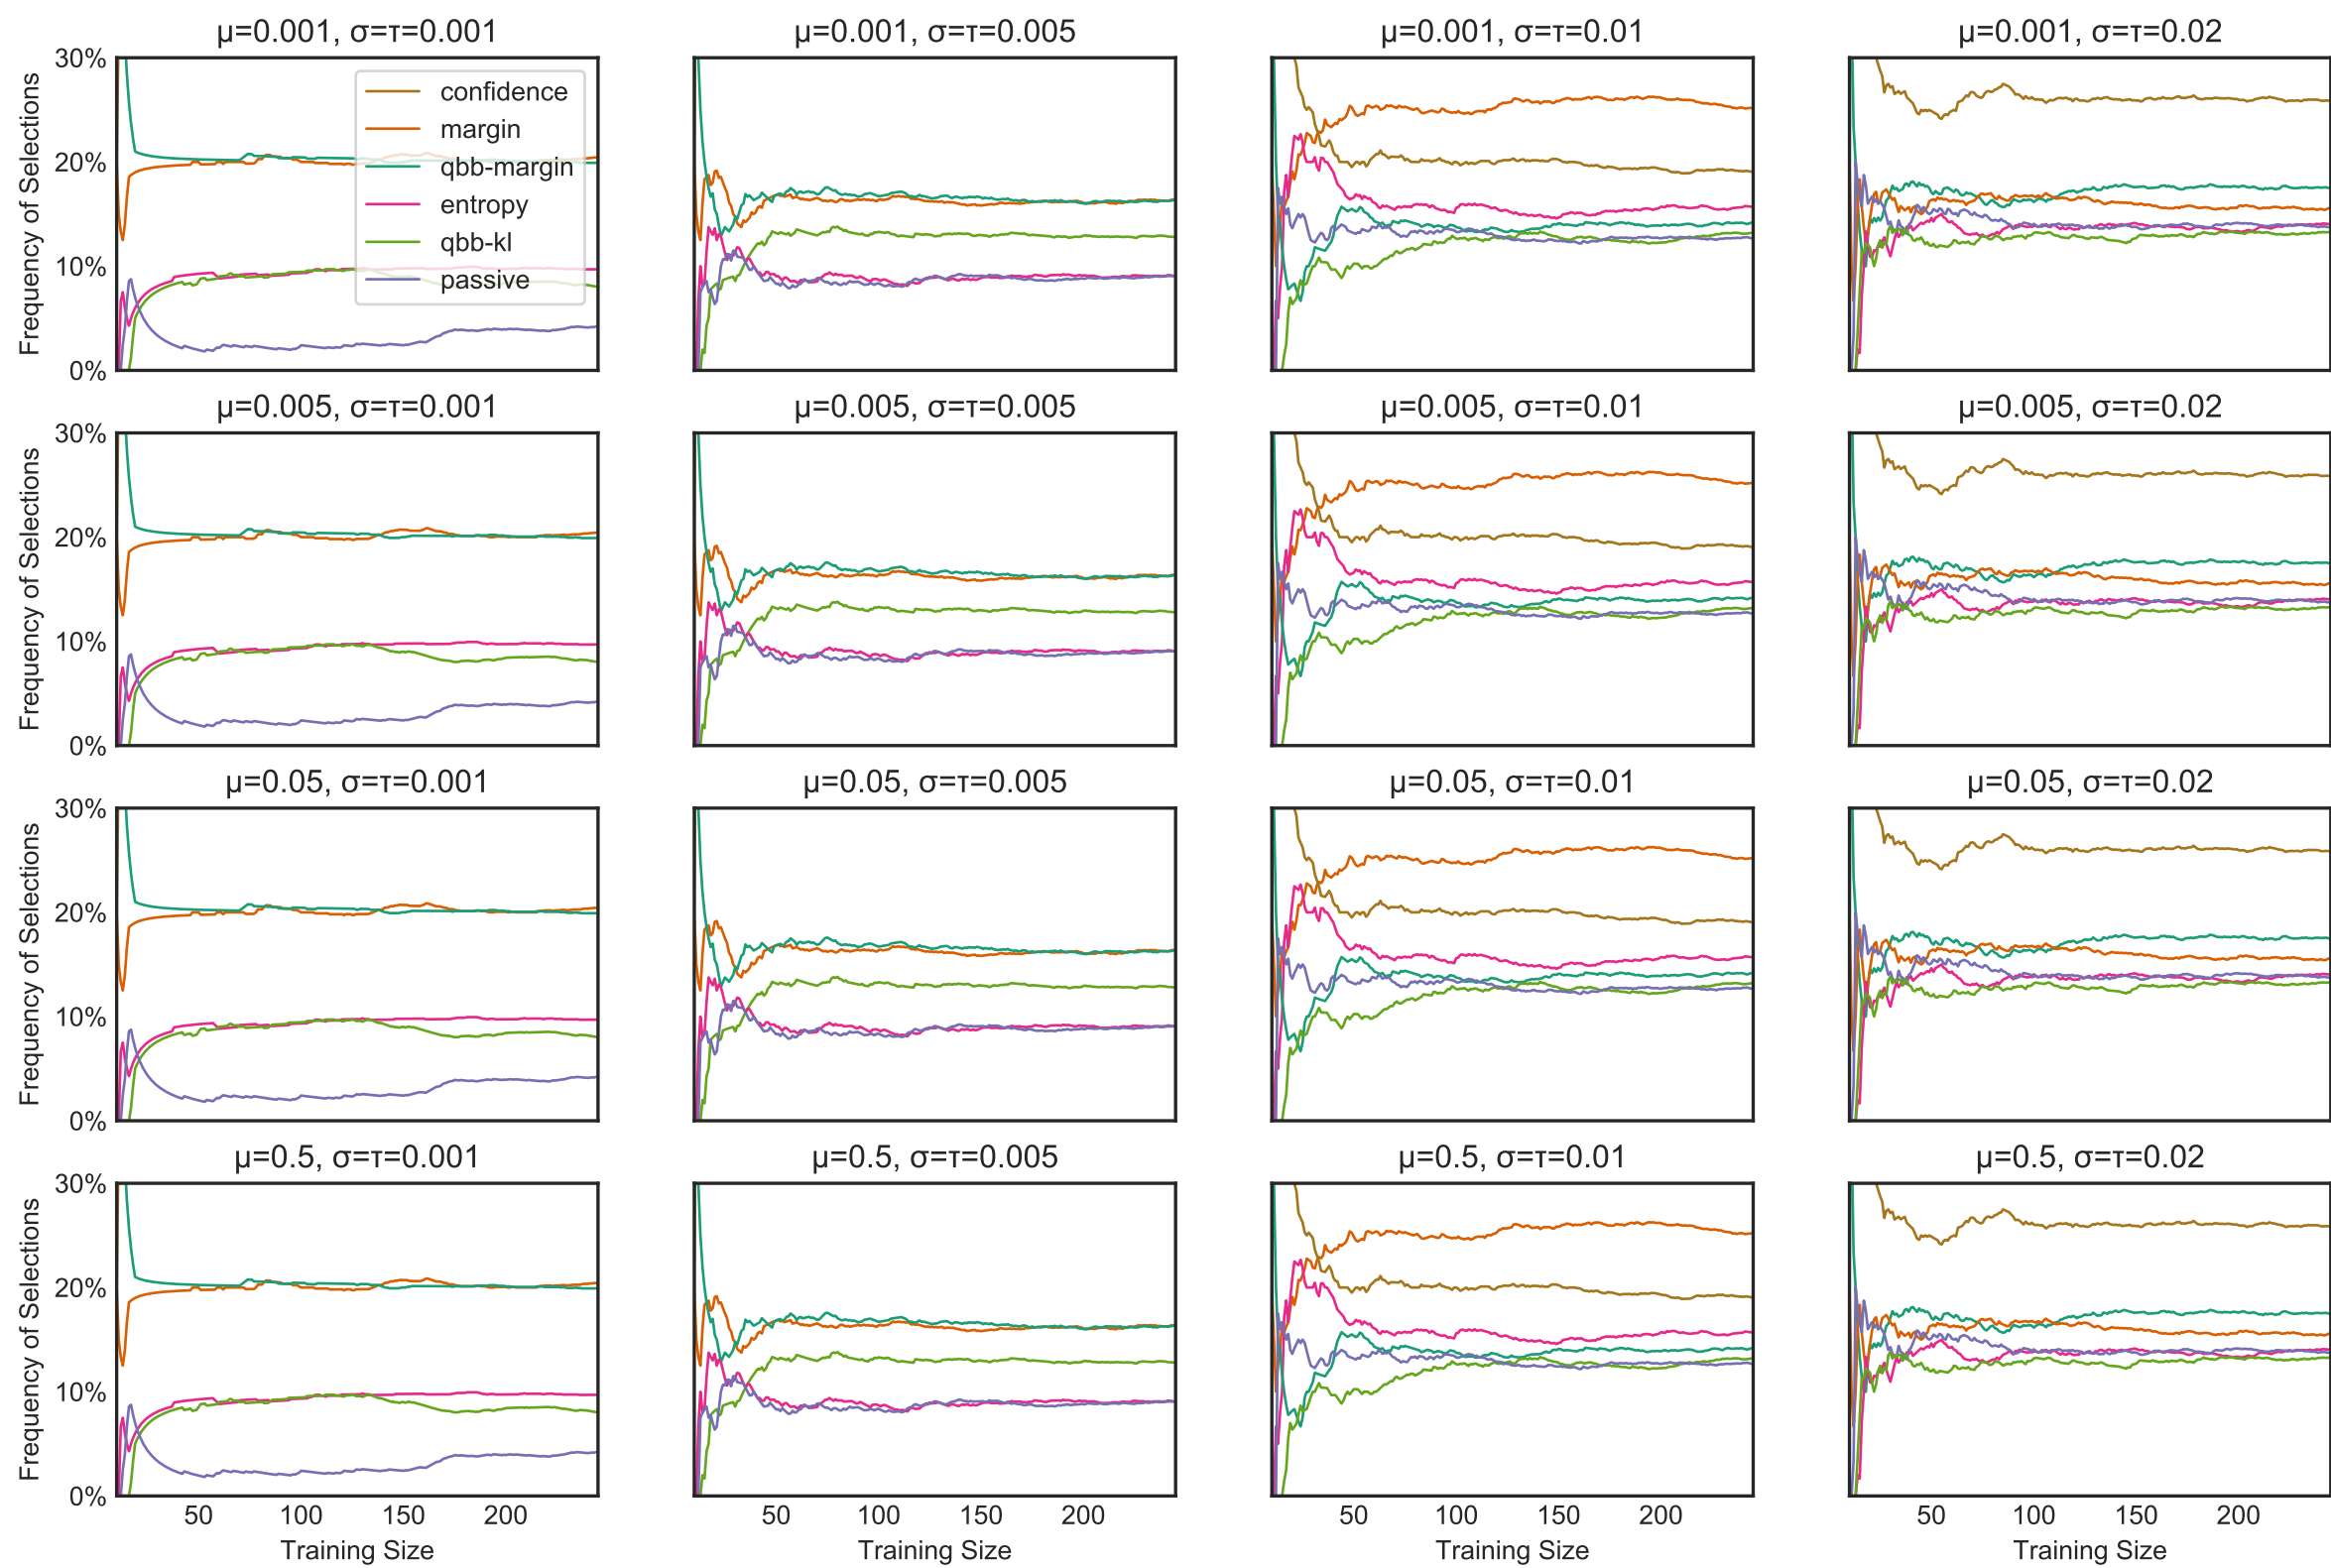 μ=0.001, σ=τ=0.001
μ=0.001, σ=τ=0.005
μ=0.001, σ=τ=0.01
μ=0.001, σ=τ=0.02
Frequency of Selections
30%
20%
10%
0%
confidence
margin
qbb-margin
entropy
qbb-kl
passive
μ=0.005, σ=τ=0.001
μ=0.005, σ=τ=0.005
μ=0.005, σ=τ=0.01
μ=0.005, σ=τ=0.02
Frequency of Selections
30%
20%
10%
0%
μ=0.05, σ=τ=0.001
μ=0.05, σ=τ=0.005
μ=0.05, σ=τ=0.01
μ=0.05, σ=τ=0.02
Frequency of Selections
30%
20%
10%
0%
μ=0.5, σ=τ=0.001
μ=0.5, σ=τ=0.005
μ=0.5, σ=τ=0.01
μ=0.5, σ=τ=0.02
Frequency of Selections
30%
20%
10%
0%
50 100 150 200
50 100 150 200
50 100 150 200
50 100 150 200
Training Size
Training Size
Training Size
Training Size